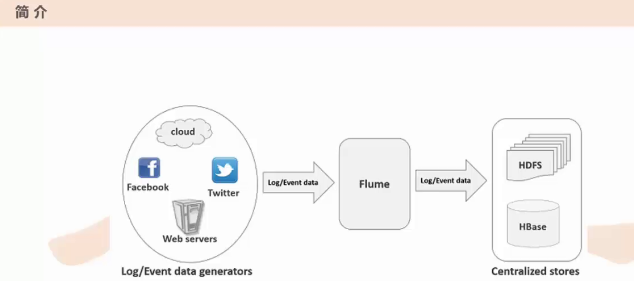 简介
cloud
Facebook
Twitter
Web servers
Log/Event data
Flume
Log/Event data
HDFS
HBase
Log/Event data generators
Centralized stores